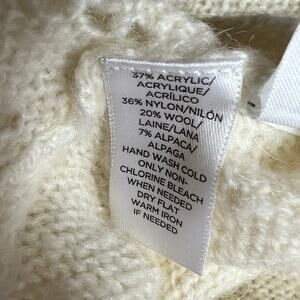 37% ACRYLIC/
ACRYLIQUE/
ACRÍLICO
36% NYLON/NILÓN
20% WOOL/
LAINE/LANA
7% ALPACA/
ALPAGA
HAND WASH COLD
ONLY NON-
CHLORINE BLEACH
WHEN NEEDED
DRY FLAT
WARM IRON
IF NEEDED